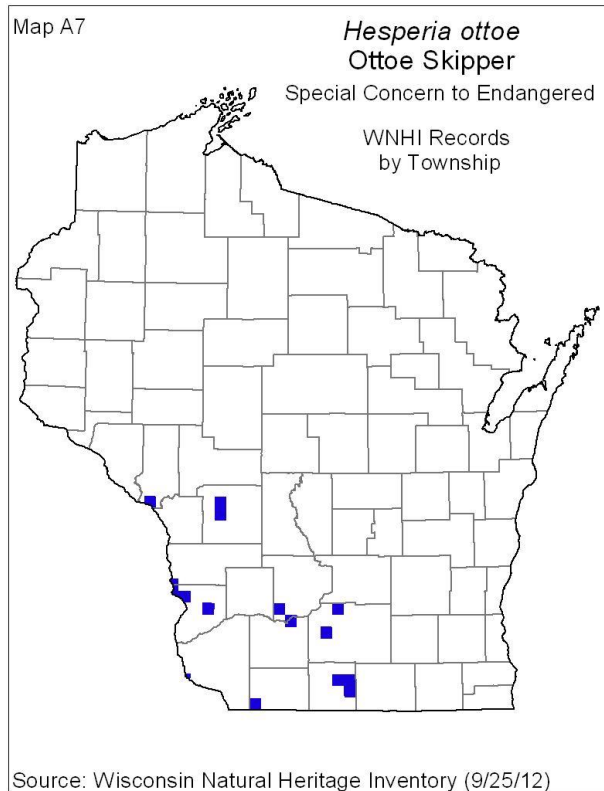 Map A7
Hesperia ottoe
Ottoe Skipper
Special Concern to Endangered
WNHI Records
by Township
Source: Wisconsin Natural Heritage Inventory (9/25/12)